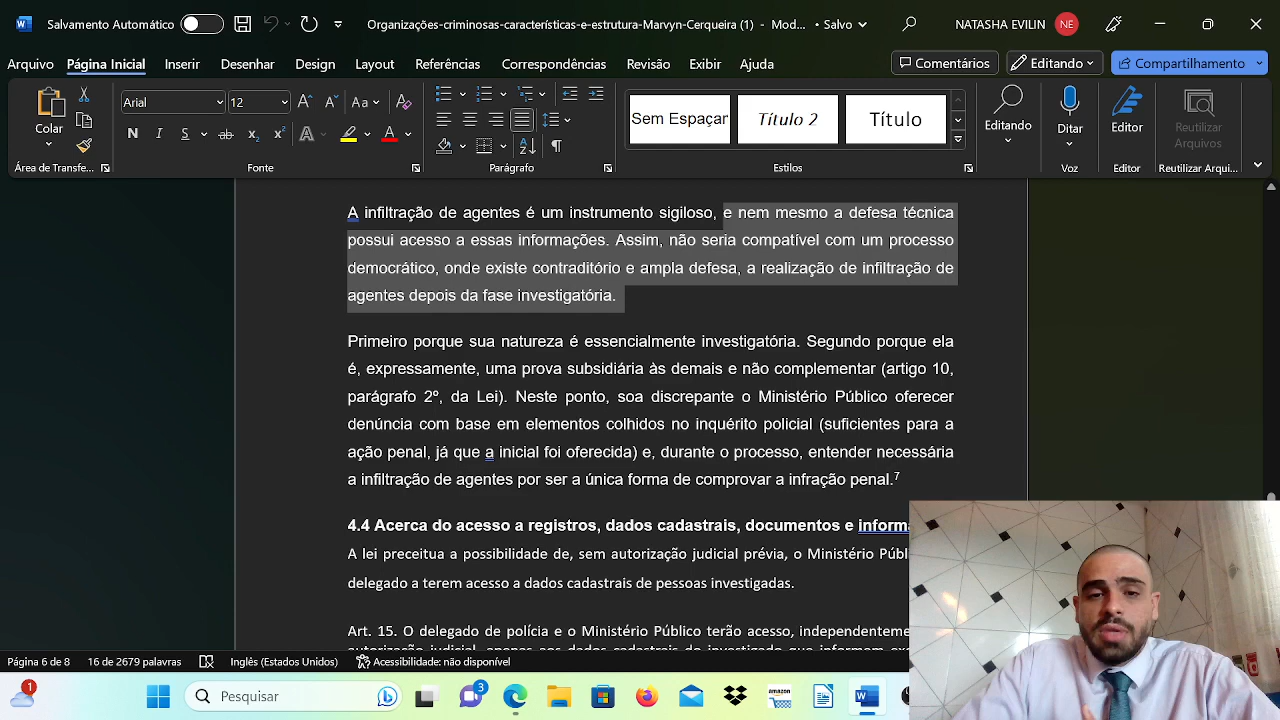 Salvamento Automático
Organizações-criminosas-características-e-estrutura-Marvyn-Cerqueira (1) - Mod... • Salvo
NATASHA EVILIN
NE
Arquivo Página Inicial Inserir Desenhar Design Layout Referências Correspondências Revisão Exibir Ajuda
Comentários Editando Compartilhamento
Colar
Arial 12
Sem Espaçar Título 2 Título
Editando Ditar Editor Reutilizar Arquivos
Área de Transfe... Fonte Parágrafo Estilos Voz Editor Reutilizar Arqui...
A infiltração de agentes é um instrumento sigiloso, e nem mesmo a defesa técnica
possui acesso a essas informações. Assim, não seria compatível com um processo
democrático, onde existe contraditório e ampla defesa, a realização de infiltração de
agentes depois da fase investigatória.
Primeiro porque sua natureza é essencialmente investigatória. Segundo porque ela
é, expressamente, uma prova subsidiária às demais e não complementar (artigo 10,
parágrafo 2º, da Lei). Neste ponto, soa discrepante o Ministério Público oferecer
denúncia com base em elementos colhidos no inquérito policial (suficientes para a
ação penal, já que a inicial foi oferecida) e, durante o processo, entender necessária
a infiltração de agentes por ser a única forma de comprovar a infração penal.7
4.4 Acerca do acesso a registros, dados cadastrais, documentos e informa
A lei preceitua a possibilidade de, sem autorização judicial prévia, o Ministério Públ
delegado a terem acesso a dados cadastrais de pessoas investigadas.
Art. 15. O delegado de polícia e o Ministério Público terão acesso, independenteme
Página 6 de 8 16 de 2679 palavras Inglês (Estados Unidos) Acessibilidade: não disponível
1
Pesquisar
3
amazon